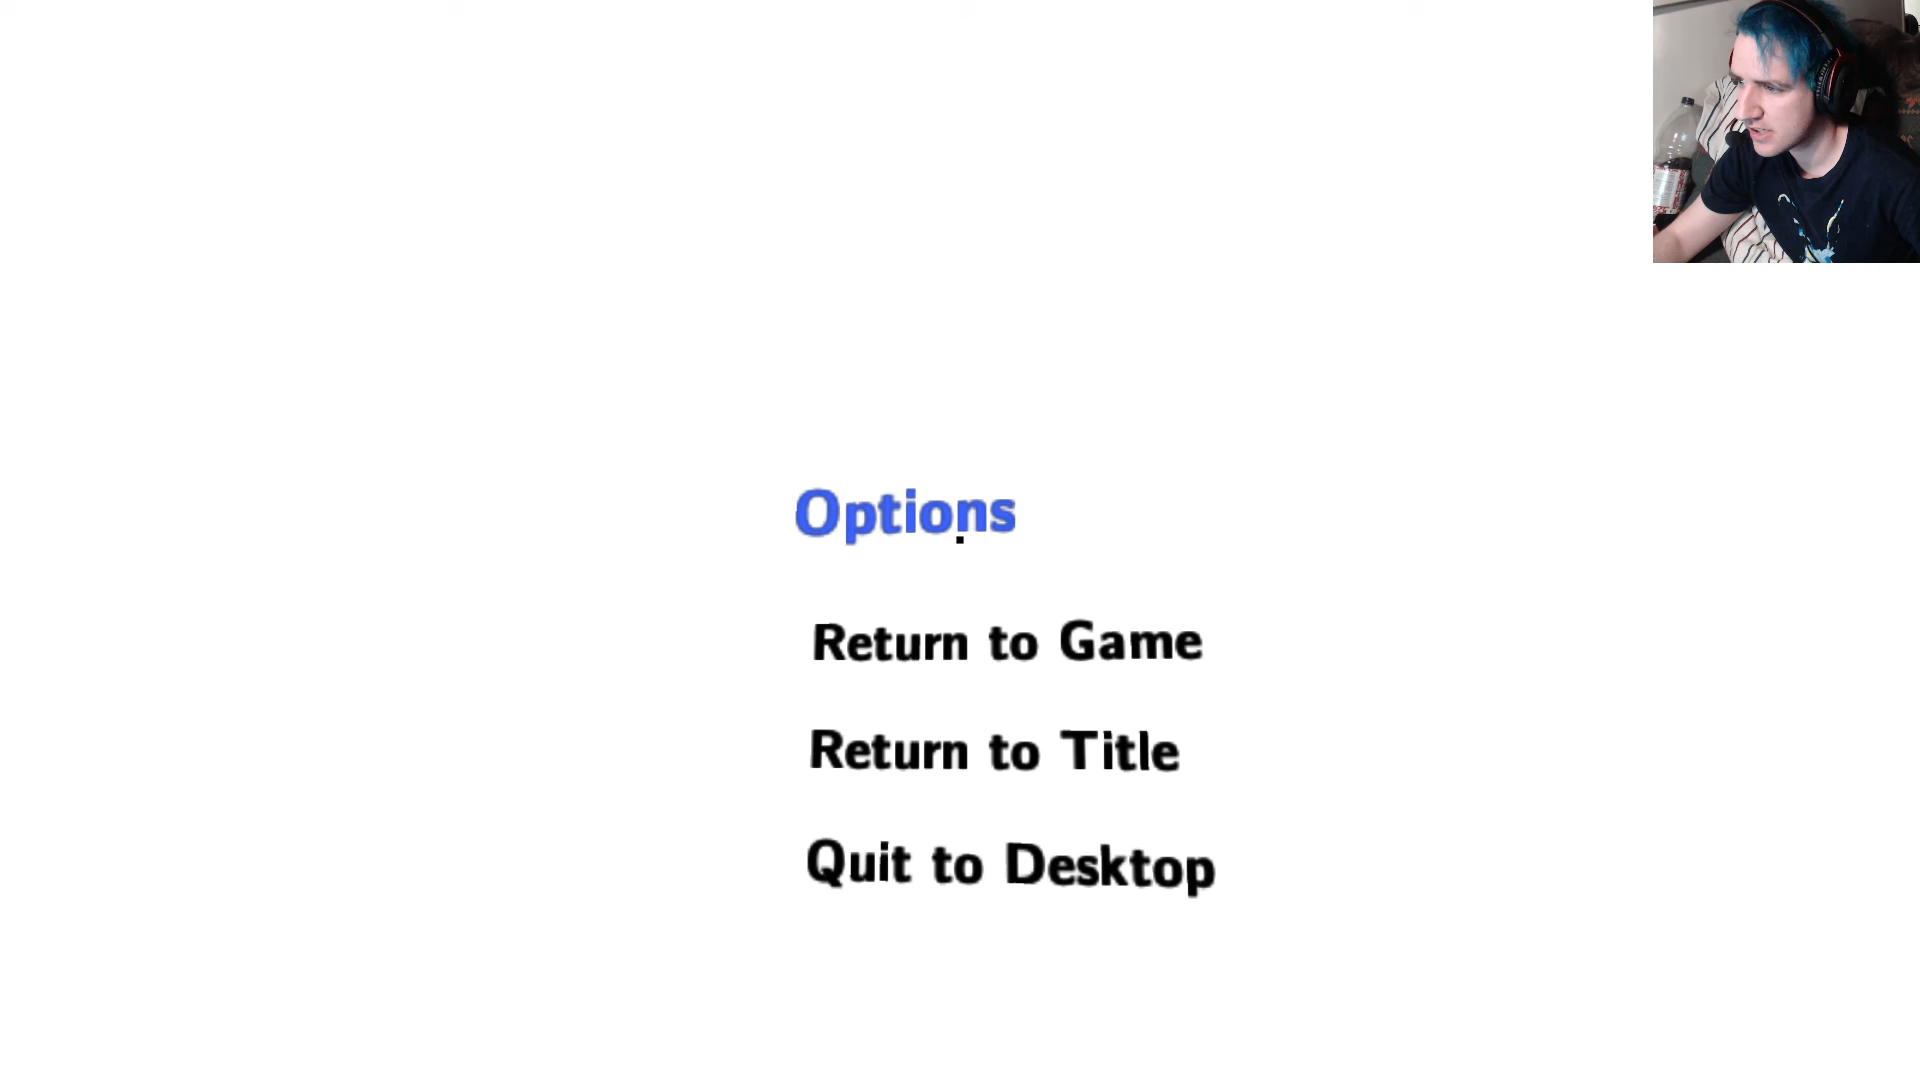 Options
Return to Game
Return to Title
Quit to Desktop